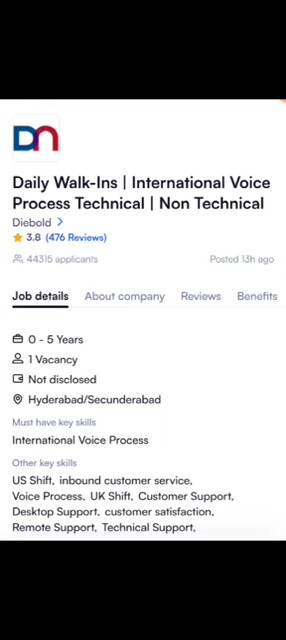 DN
Daily Walk-Ins | International Voice
Process Technical | Non Technical
Diebold
3.8 (476 Reviews)
44315 applicants
Posted 13h ago
Job details About company Reviews Benefits
0 - 5 Years
1 Vacancy
Not disclosed
Hyderabad/Secunderabad
Must have key skills
International Voice Process
Other key skills
US Shift, inbound customer service,
Voice Process, UK Shift, Customer Support,
Desktop Support, customer satisfaction,
Remote Support, Technical Support,